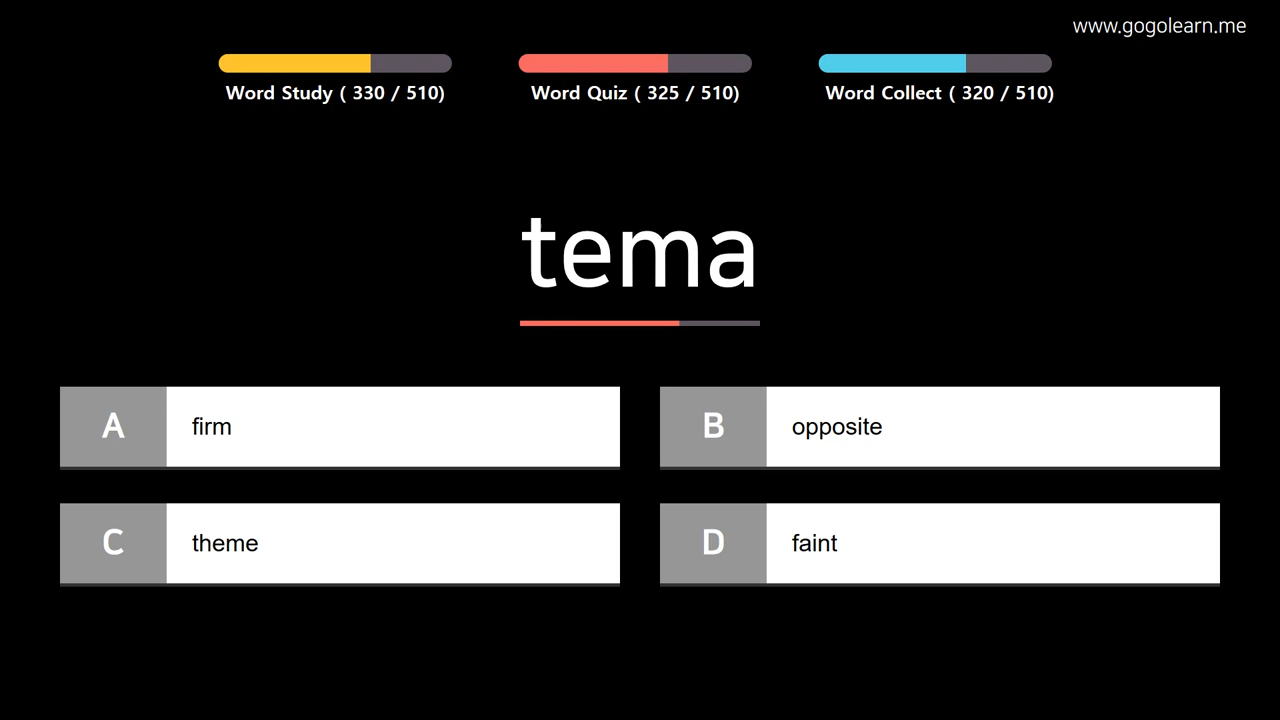 www.gogolearn.me
Word Study ( 330 / 510)
Word Quiz ( 325 / 510)
Word Collect ( 320 / 510)
tema
A firm
B opposite
C theme
D faint